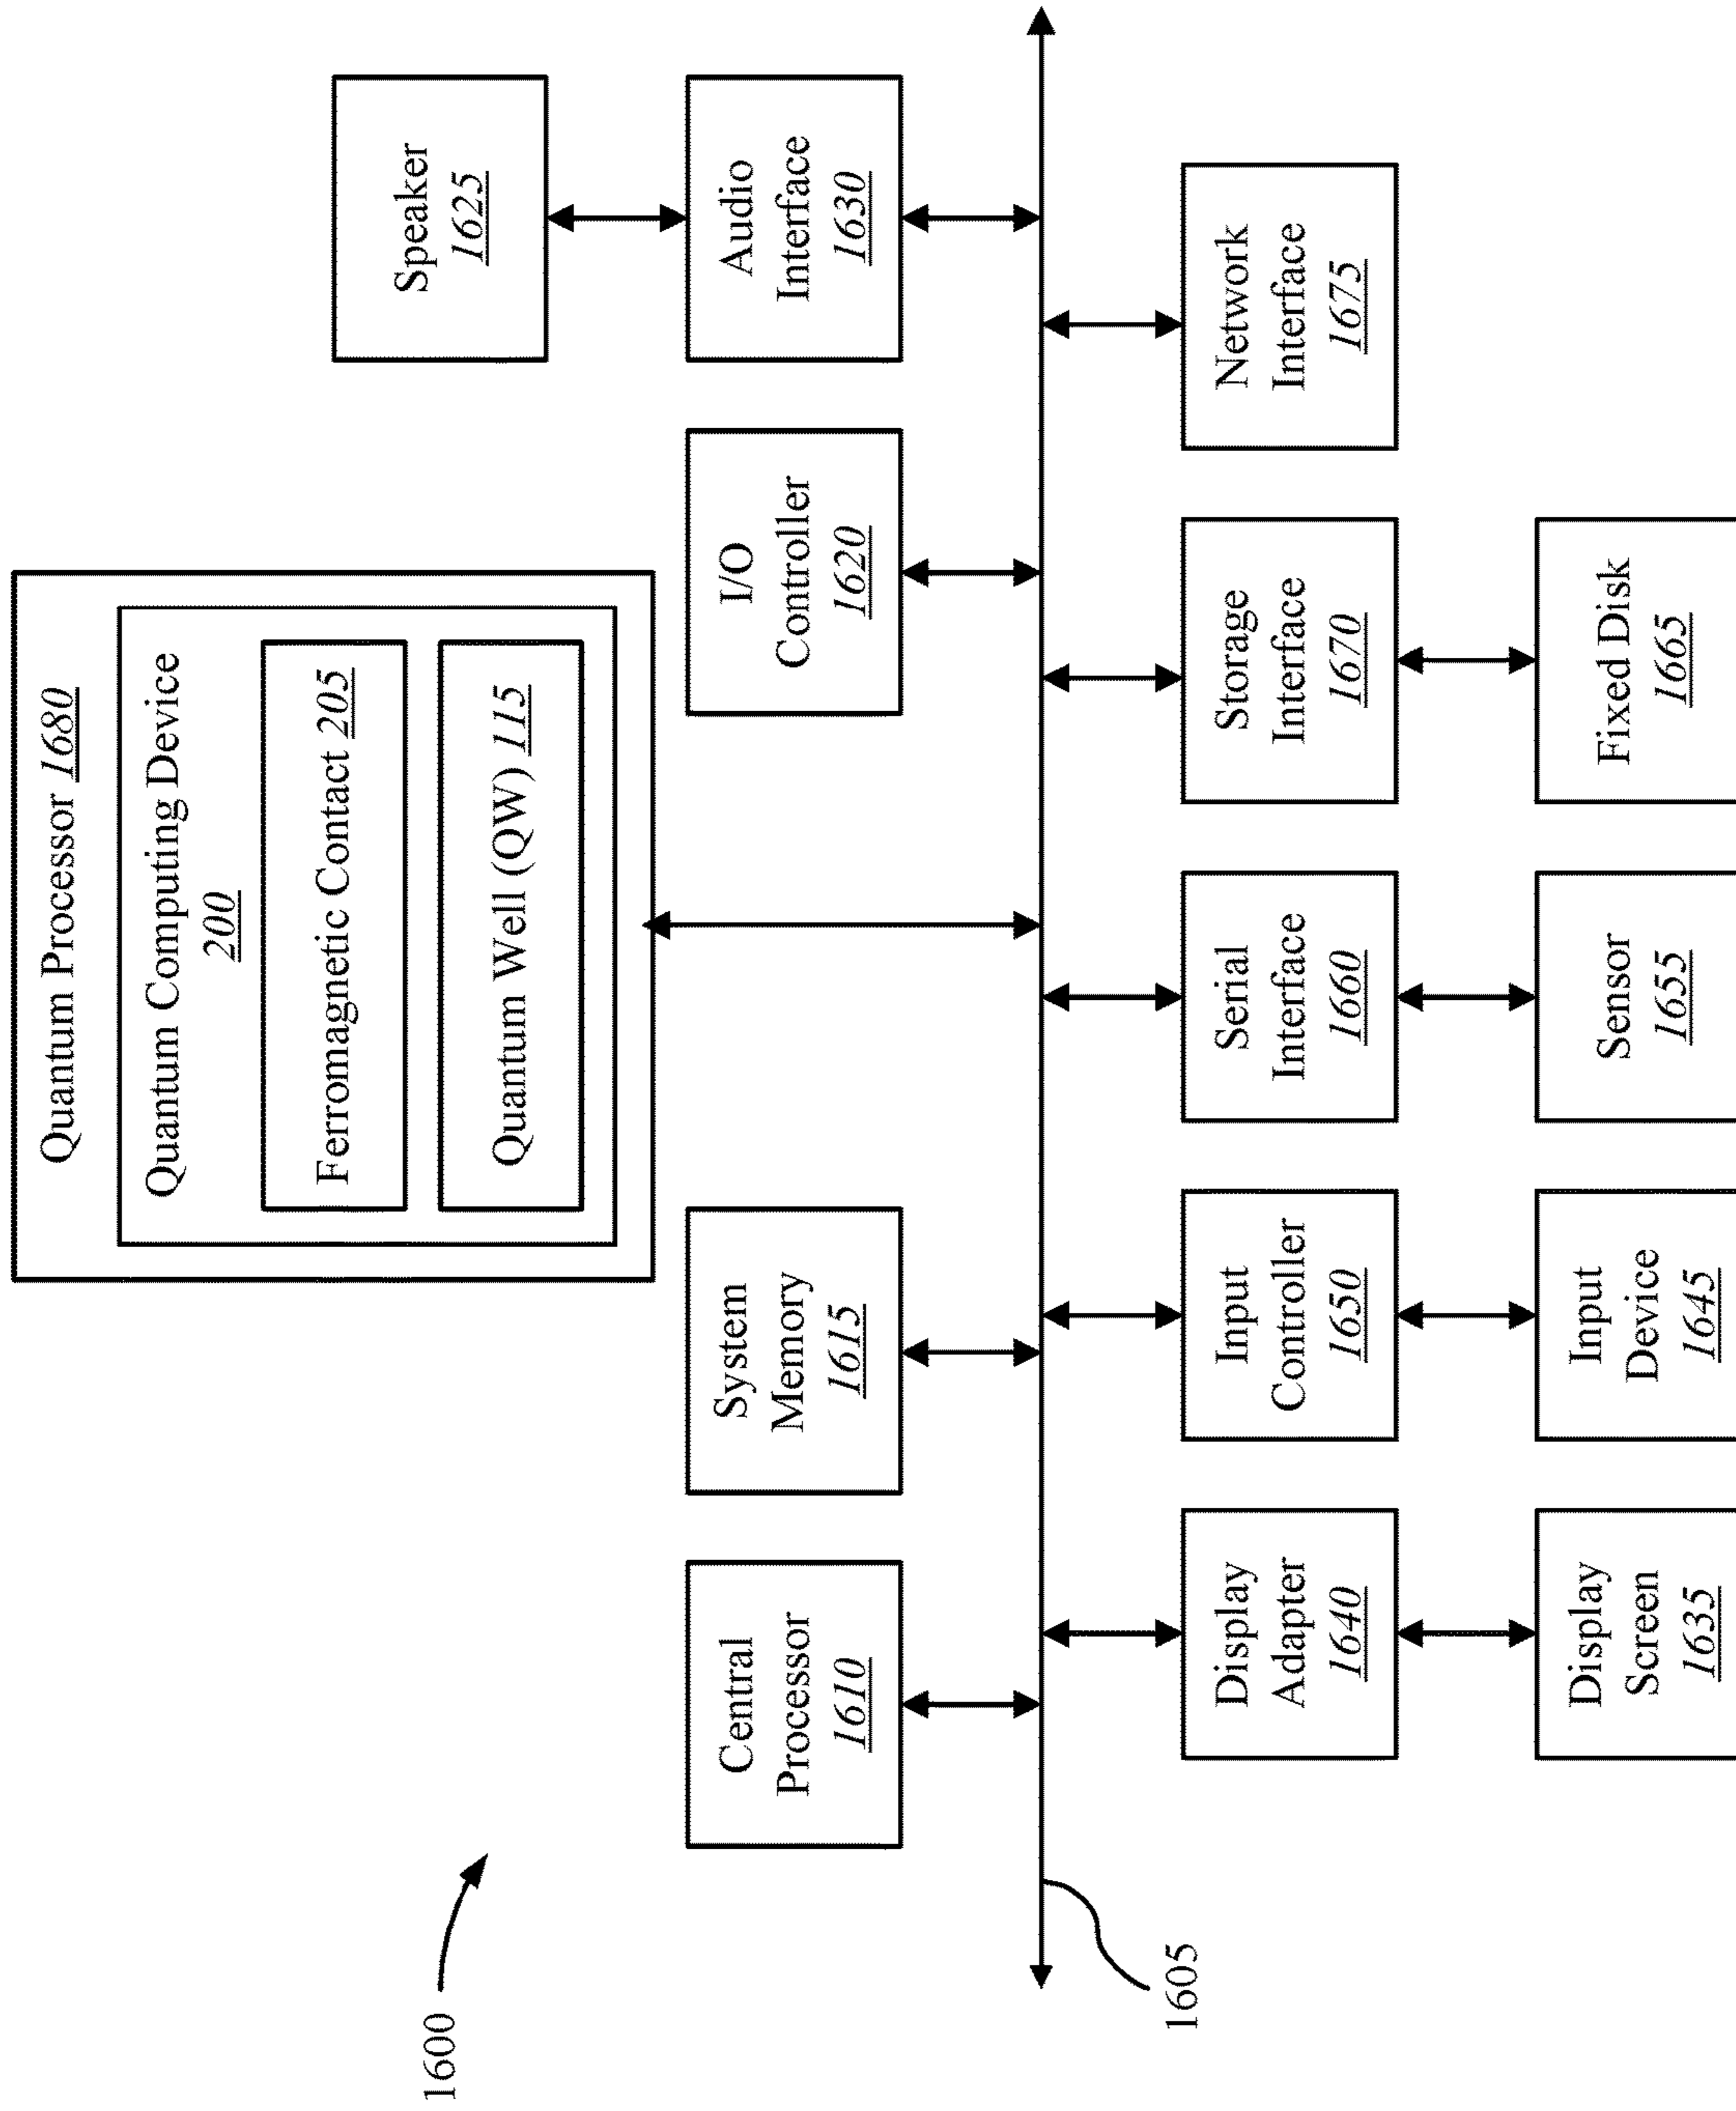 Quantum Processor 1680
Quantum Computing Device
200
Ferromagnetic Contact 205
Quantum Well (QW) 115
Speaker
1625
1600
Central
Processor
1610
System
Memory
1615
I/O
Controller
1620
Audio
Interface
1630
1605
Display
Adapter
1640
Input
Controller
1650
Serial
Interface
1660
Storage
Interface
1670
Network
Interface
1675
Display
Screen
1635
Input
Device
1645
Sensor
1655
Fixed Disk
1665